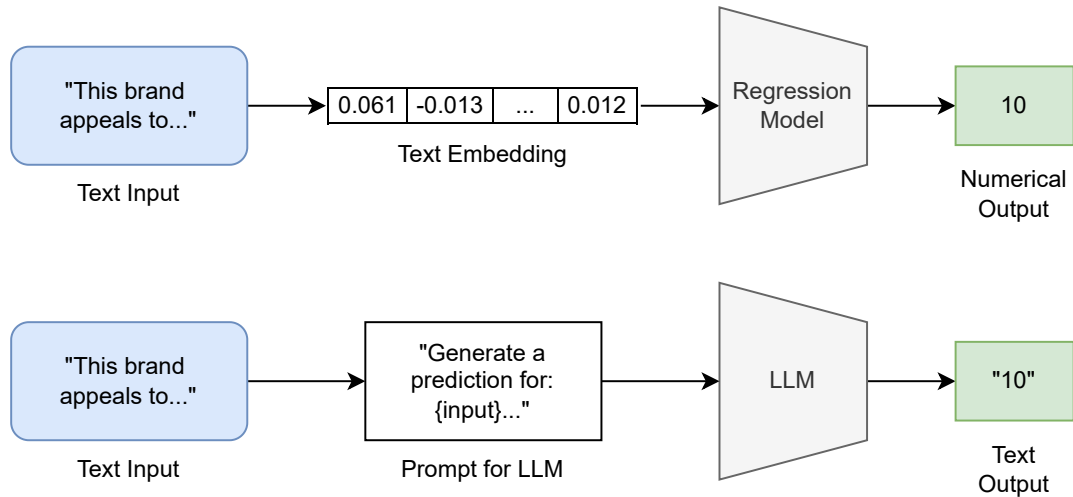 "This brand
appeals to..."
Text Input
0.061 -0.013 ... 0.012
Text Embedding
Regression
Model
10
Numerical
Output
"This brand
appeals to..."
Text Input
"Generate a
prediction for:
{input}..."
Prompt for LLM
LLM
"10"
Text
Output